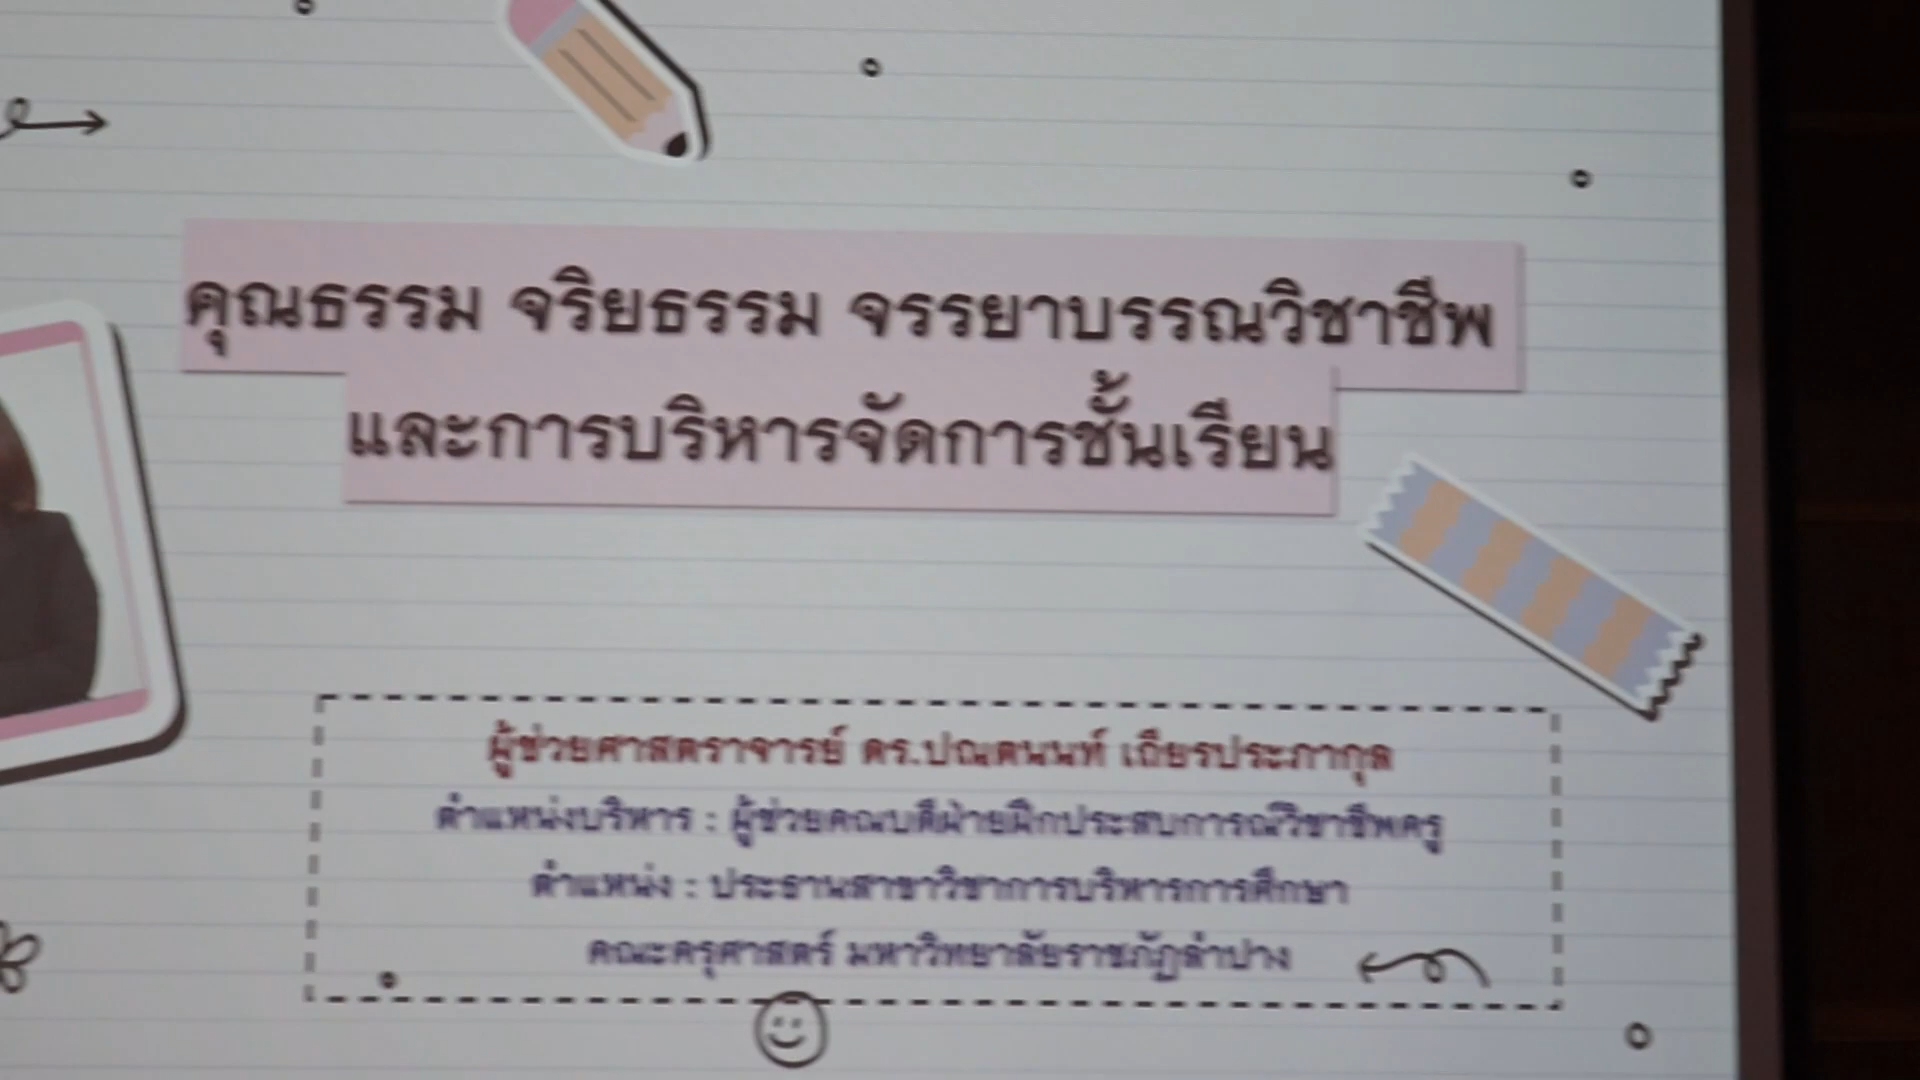 คุณธรรม จริยธรรม จรรยาบรรณวิชาชีพ
และการบริหารจัดการชั้นเรียน
ผู้ช่วยศาสตราจารย์ ดร.ปณตนนท์ เถียรประภากุล
ตำแหน่งบริหาร : ผู้ช่วยคณบดีฝ่ายฝึกประสบการณ์วิชาชีพครู
ตำแหน่ง : ประธานสาขาวิชาการบริหารการศึกษา
คณะครุศาสตร์ มหาวิทยาลัยราชภัฏลำปาง